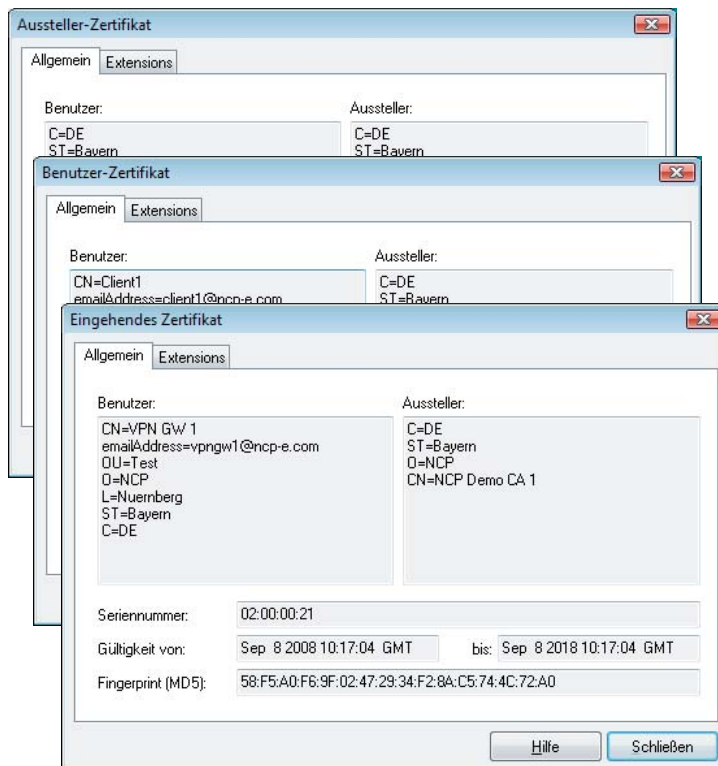 Aussteller-Zertifikat
Allgemein Extensions
Benutzer: Aussteller:
C=DE C=DE
ST=Bayern ST=Bayern
Benutzer-Zertifikat
Allgemein Extensions
Benutzer: Aussteller:
CN=Client1 C=DE
emailAddress=client1@ncp-e.com ST=Bayern
Eingehendes Zertifikat
Allgemein Extensions
Benutzer: Aussteller:
CN=VPN GW 1 C=DE
emailAddress=vpngw1@ncp-e.com ST=Bayern
OU=Test O=NCP
O=NCP CN=NCP Demo CA 1
L=Nuernberg
ST=Bayern
C=DE
Seriennummer: 02:00:00:21
Gültigkeit von: Sep 8 2008 10:17:04 GMT bis: Sep 8 2018 10:17:04 GMT
Fingerprint (MD5): 58:F5:A0:F6:9F:02:47:29:34:F2:8A:C5:74:4C:72:A0
Hilfe Schließen